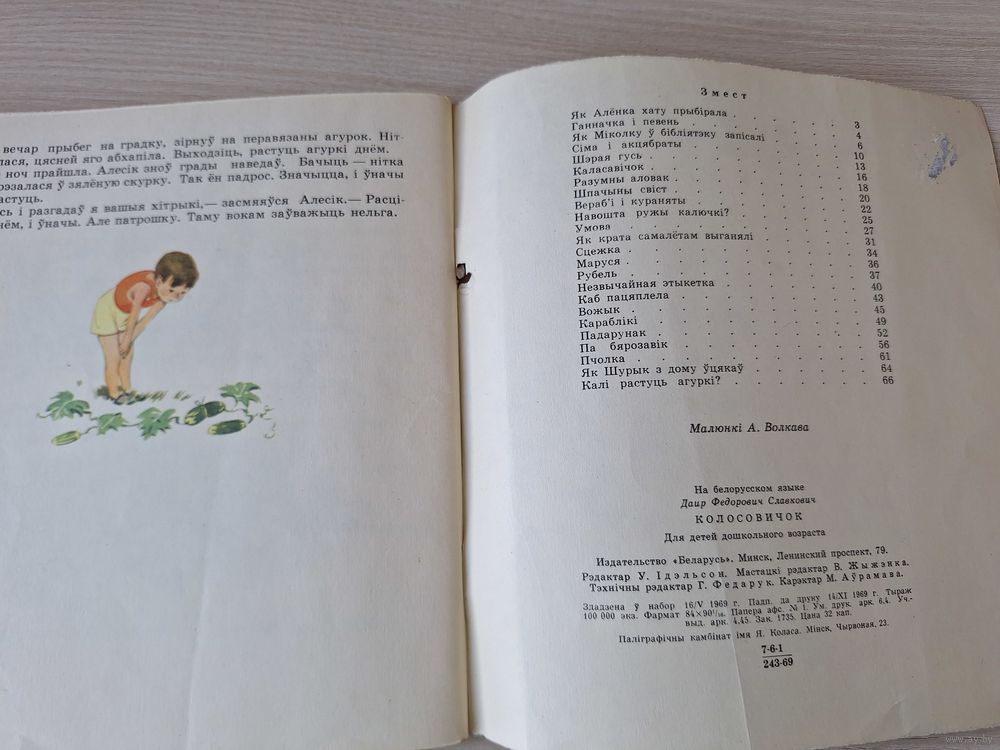 вечар прыбег на градку, зірнуў на перавязаны агурок. Ніт-
лася, цясней яго абхапіла. Выходзіць, растуць агуркі днём.
ноч прайшла. Алесік зноў грады наведаў. Бачыць — нітка
рэзалася ў зялёную скурку. Так ён падрос. Значыцца, і ўначы
астуць.
сь і разгадаў я вашыя хітрыкі,— засмяяўся Алесік.— Расці-
нём, і ўначы. Але патрошку. Таму вокам заўважыць нельга.
Змест
Як Алёнка хату прыбірала . . . . . 3
Ганначка і певень . . . . . 4
Як Міколку ў бібліятэку запісалі . . . . . 6
Сіма і акцябраты . . . . . 10
Шэрая гусь . . . . . 13
Каласавічок . . . . . 16
Разумны аловак . . . . . 18
Шпачыны свіст . . . . . 20
Вераб'і і кураняты . . . . . 22
Навошта ружы калючкі? . . . . . 25
Умова . . . . . 27
Як крата самалётам выганялі . . . . . 31
Сцежка . . . . . 34
Маруся . . . . . 36
Рубель . . . . . 37
Незвычайная этыкетка . . . . . 40
Каб пацяплела . . . . . 43
Вожык . . . . . 45
Караблікі . . . . . 49
Падарунак . . . . . 52
Па бярозавік . . . . . 56
Пчолка . . . . . 61
Як Шурык з дому ўцякаў . . . . . 64
Калі растуць агуркі? . . . . . 66
Малюнкі А. Волкава
На белорусском языке
Даир Федорович Славкович
КОЛОСОВИЧОК
Для детей дошкольного возраста
Издательство «Беларусь». Минск, Ленинский проспект, 79.
Рэдактар У. Ідэльсон. Мастацкі рэдактар В. Жыжэнка.
Тэхнічны рэдактар Г. Федарук. Карэктар М. Аўрамава.
Здадзена ў набор 16/V 1969 г. Падп. да друку 14/XI 1969 г. Тыраж
100 000 экз. Фармат 84×90¹/₁₆. Папера афс. № 1. Ум. друк. арк. 6,4. Уч.-
выд. арк. 4,45. Зак. 1735. Цана 32 кап.
Паліграфічны камбінат імя Я. Коласа. Мінск, Чырвоная, 23.
7-6-1
243-69
www.ay.by